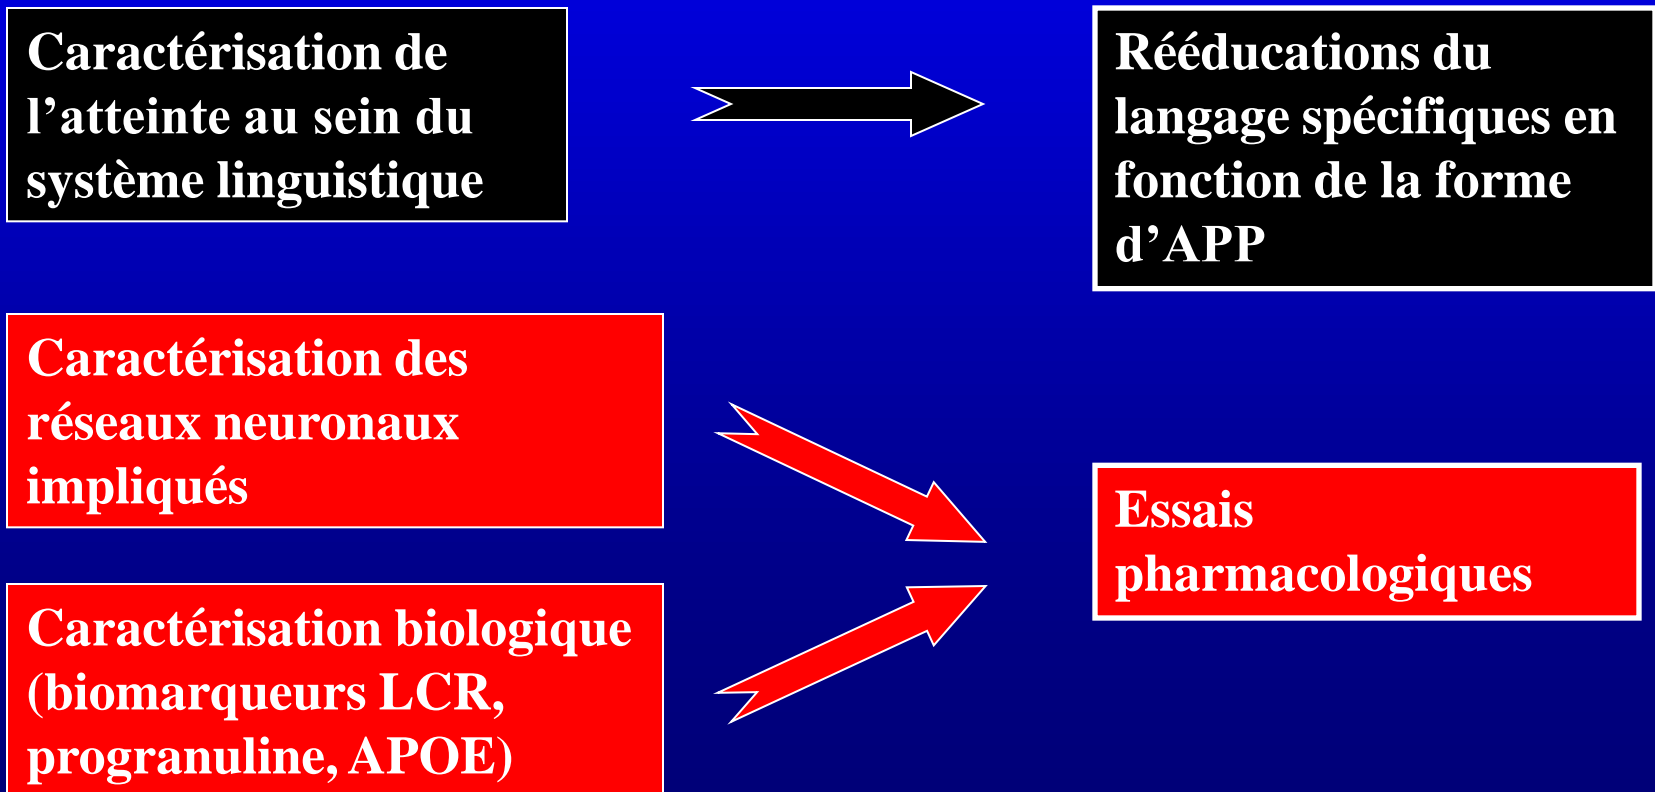 Caractérisation de
l’atteinte au sein du
système linguistique
Rééducations du
langage spécifiques en
fonction de la forme
d’APP
Caractérisation des
réseaux neuronaux
impliqués
Essais
pharmacologiques
Caractérisation biologique
(biomarqueurs LCR,
progranuline, APOE)